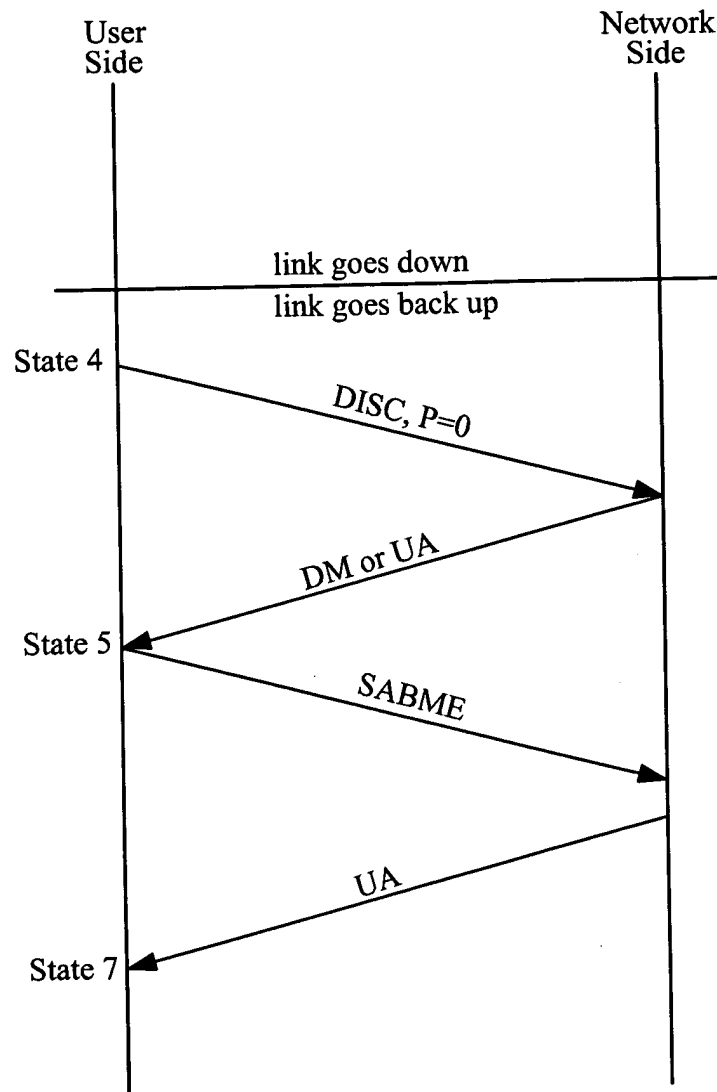 User
Side
Network
Side
link goes down
link goes back up
State 4
DISC, P=0
DM or UA
State 5
SABME
UA
State 7